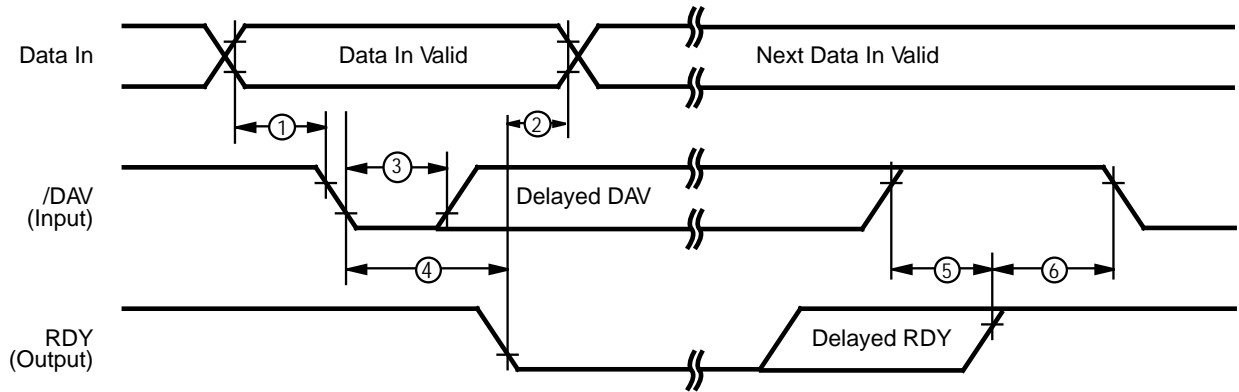 Data In
Data In Valid
Next Data In Valid
1
2
3
/DAV
(Input)
Delayed DAV
4
5
6
RDY
(Output)
Delayed RDY